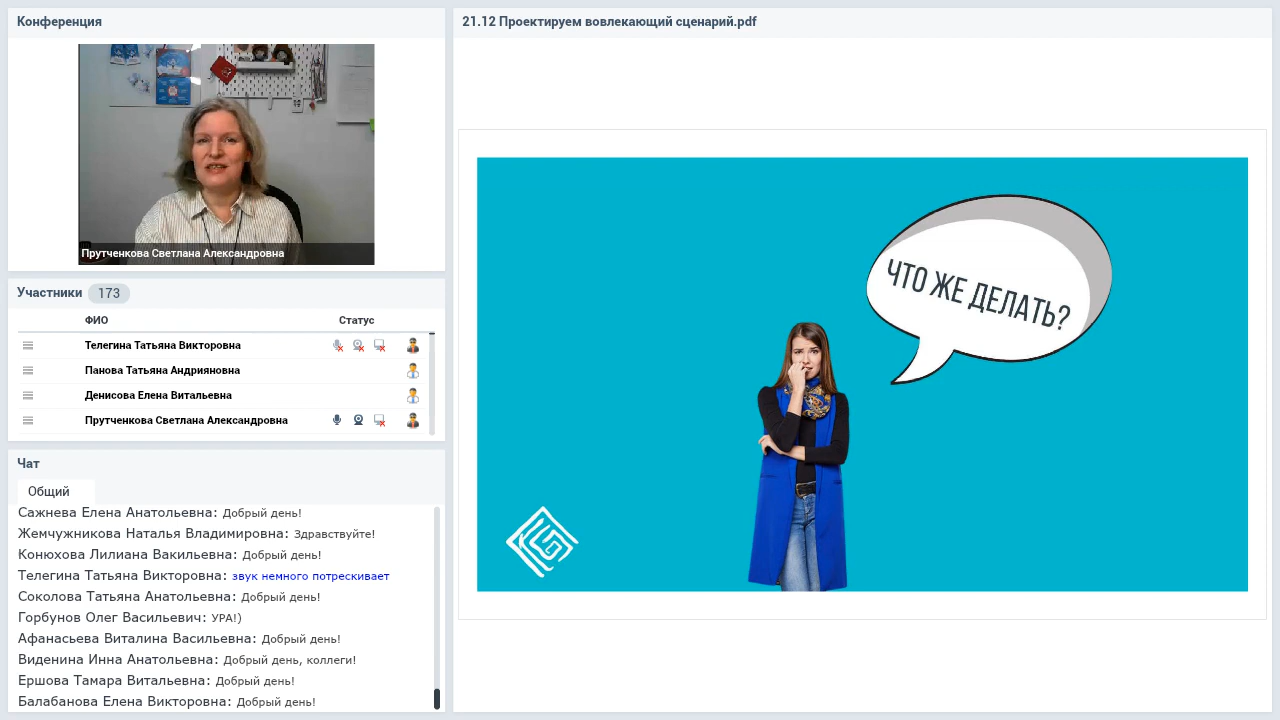 Конференция
Прутченкова Светлана Александровна
Участники 173
ФИО Статус
Телегина Татьяна Викторовна
Панова Татьяна Андрияновна
Денисова Елена Витальевна
Прутченкова Светлана Александровна
Чат
Общий
Сажнева Елена Анатольевна: Добрый день!
Жемчужникова Наталья Владимировна: Здравствуйте!
Конюхова Лилиана Вакильевна: Добрый день!
Телегина Татьяна Викторовна: звук немного потрескивает
Соколова Татьяна Анатольевна: Добрый день!
Горбунов Олег Васильевич: УРА!)
Афанасьева Виталина Васильевна: Добрый день!
Виденина Инна Анатольевна: Добрый день, коллеги!
Ершова Тамара Витальевна: Добрый день!
Балабанова Елена Викторовна: Добрый день!
21.12 Проектируем вовлекающий сценарий.pdf
ЧТО ЖЕ ДЕЛАТЬ?